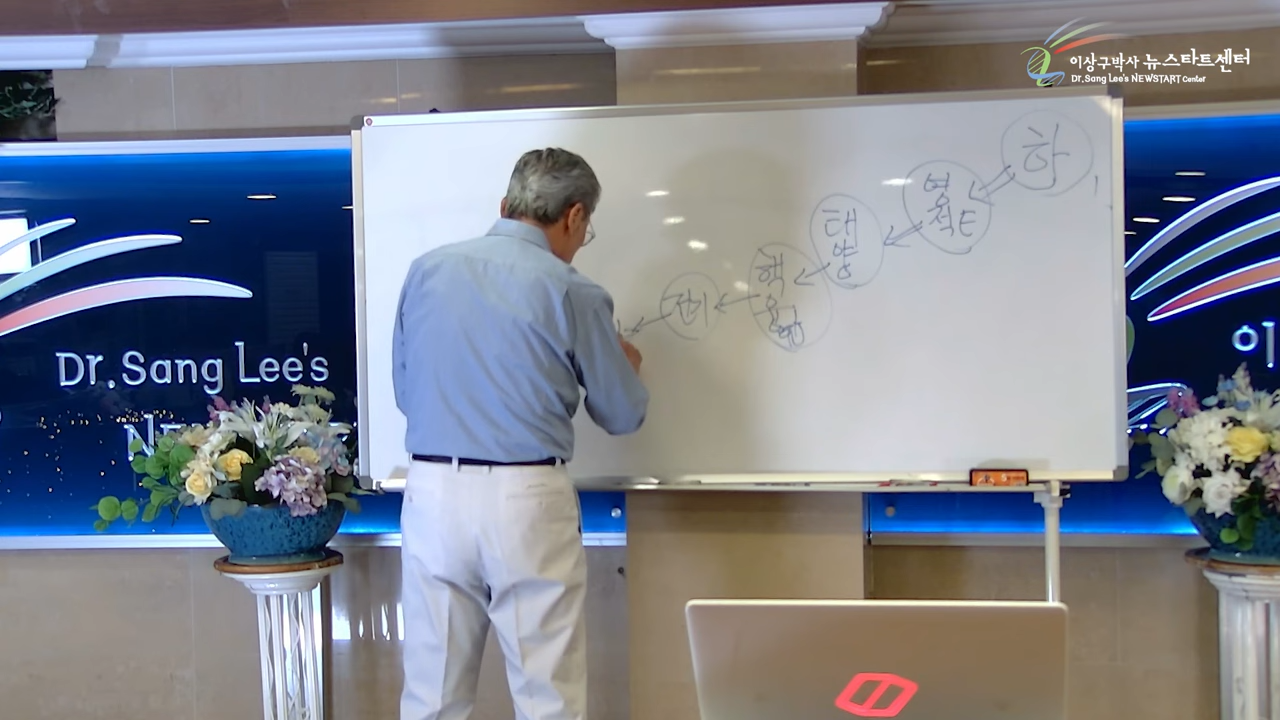 이상구박사 뉴스타트센터
Dr. Sang Lee's NEWSTART Center
하
영
적E
태
양
핵
융합
전기
Dr. Sang Lee's
이